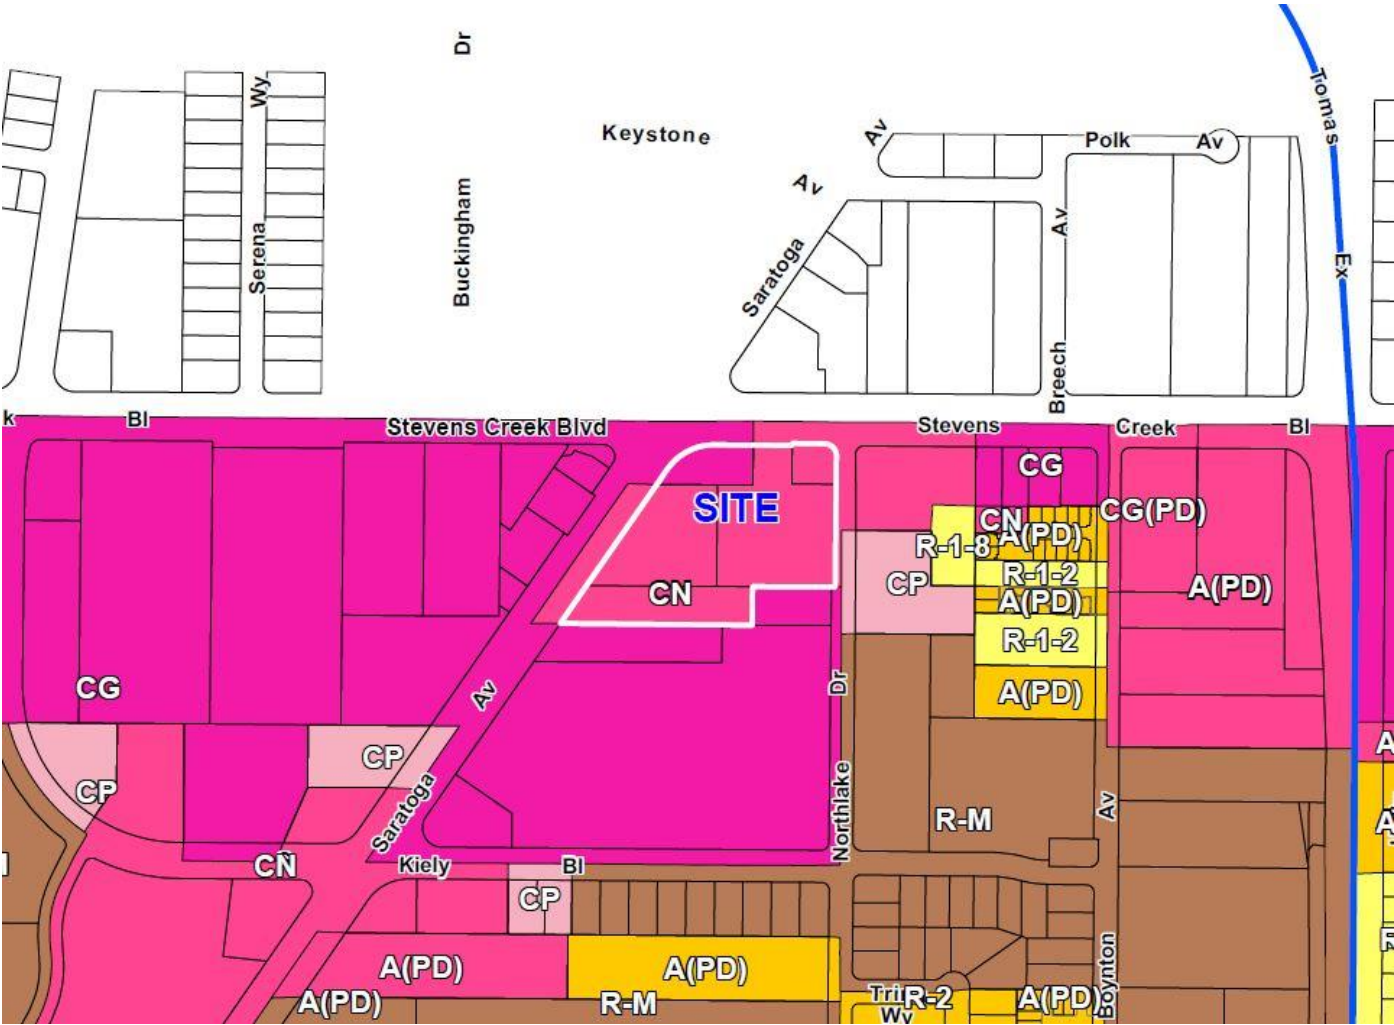 Dr
Tomas
Wy
Keystone
Av
Polk Av
Av
Buckingham
Serena
Saratoga
Av
Ex
Breech
k Bl
Stevens Creek Blvd
Stevens Creek Bl
CG
SITE
CN
CG(PD)
A(PD)
R-1-8
R-1-2
CP
CN
A(PD)
A(PD)
R-1-2
CG
Av
Dr
A(PD)
CP
CP
A
Saratoga
Northlake
Av
R-M
A
CN
Kiely Bl
CP
Boynton
A(PD)
A(PD)
R
A(PD)
R-M
Tri
R-2
A(PD)
Wy